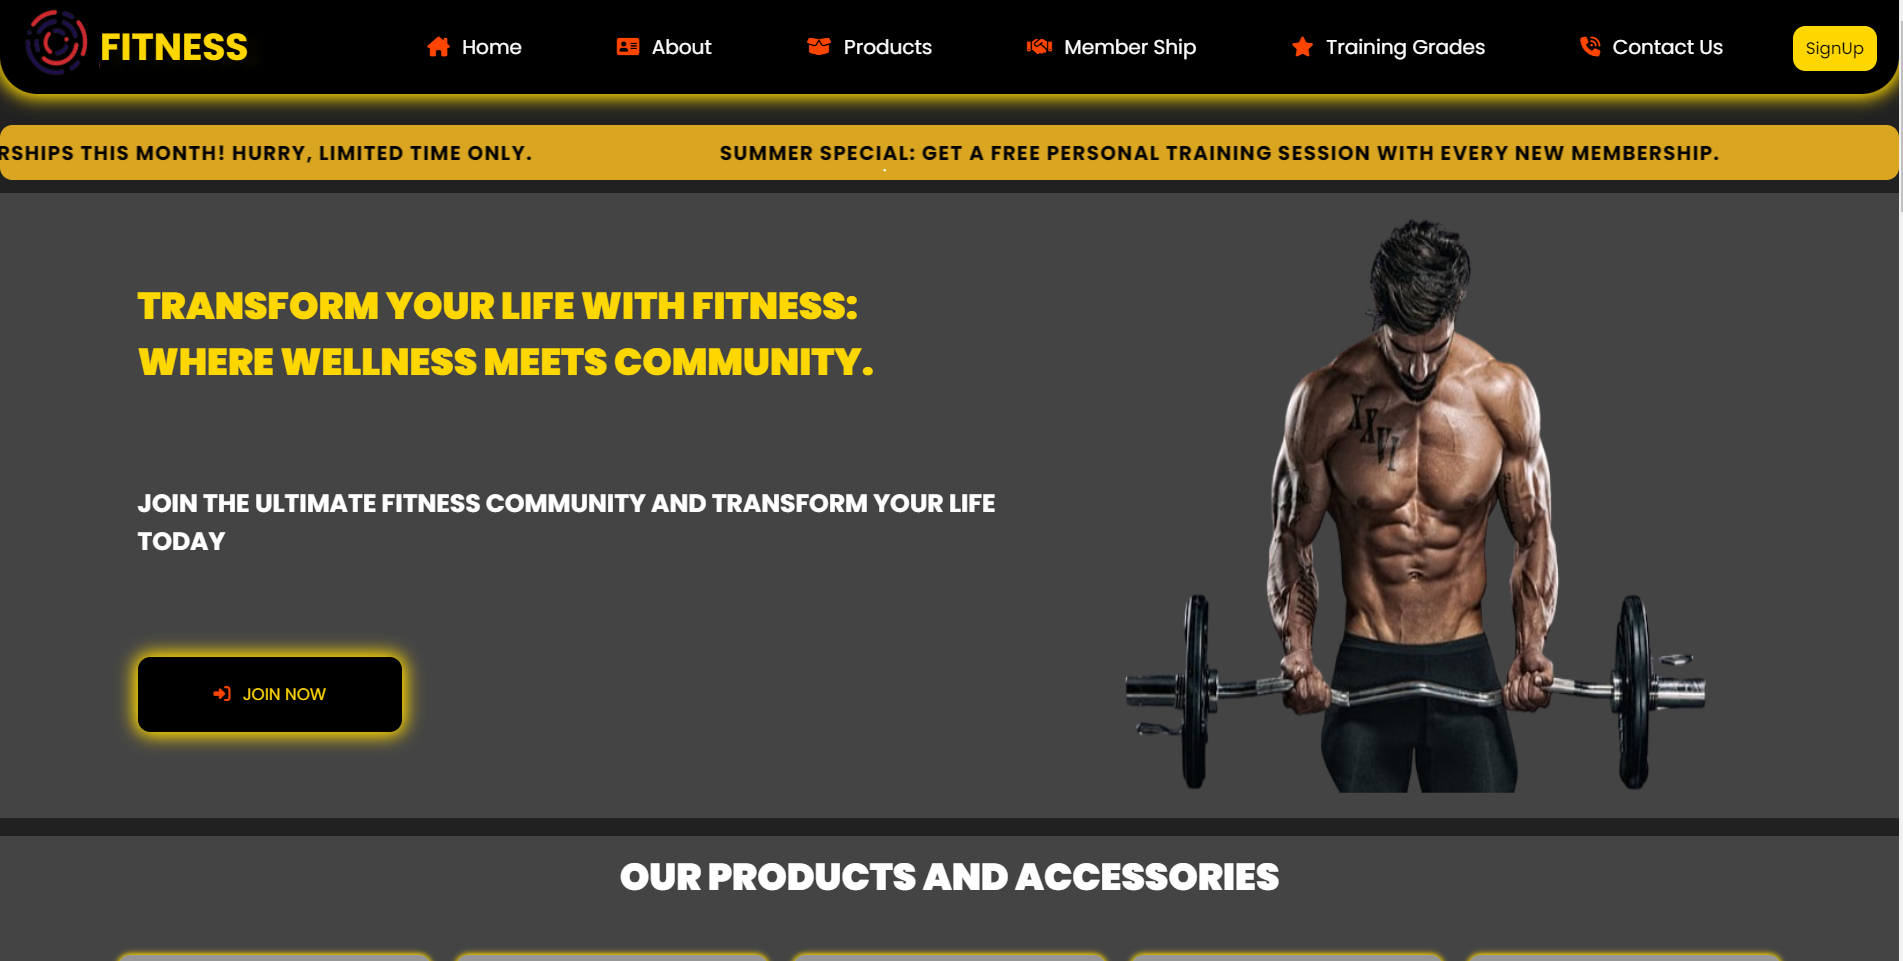 FITNESS
Home
About
Products
Member Ship
Training Grades
Contact Us
SignUp
THIS MONTH! HURRY, LIMITED TIME ONLY.
SUMMER SPECIAL: GET A FREE PERSONAL TRAINING SESSION WITH EVERY NEW MEMBERSHIP.
TRANSFORM YOUR LIFE WITH FITNESS:
WHERE WELLNESS MEETS COMMUNITY.
XXVI
JOIN THE ULTIMATE FITNESS COMMUNITY AND TRANSFORM YOUR LIFE
TODAY
JOIN NOW
OUR PRODUCTS AND ACCESSORIES